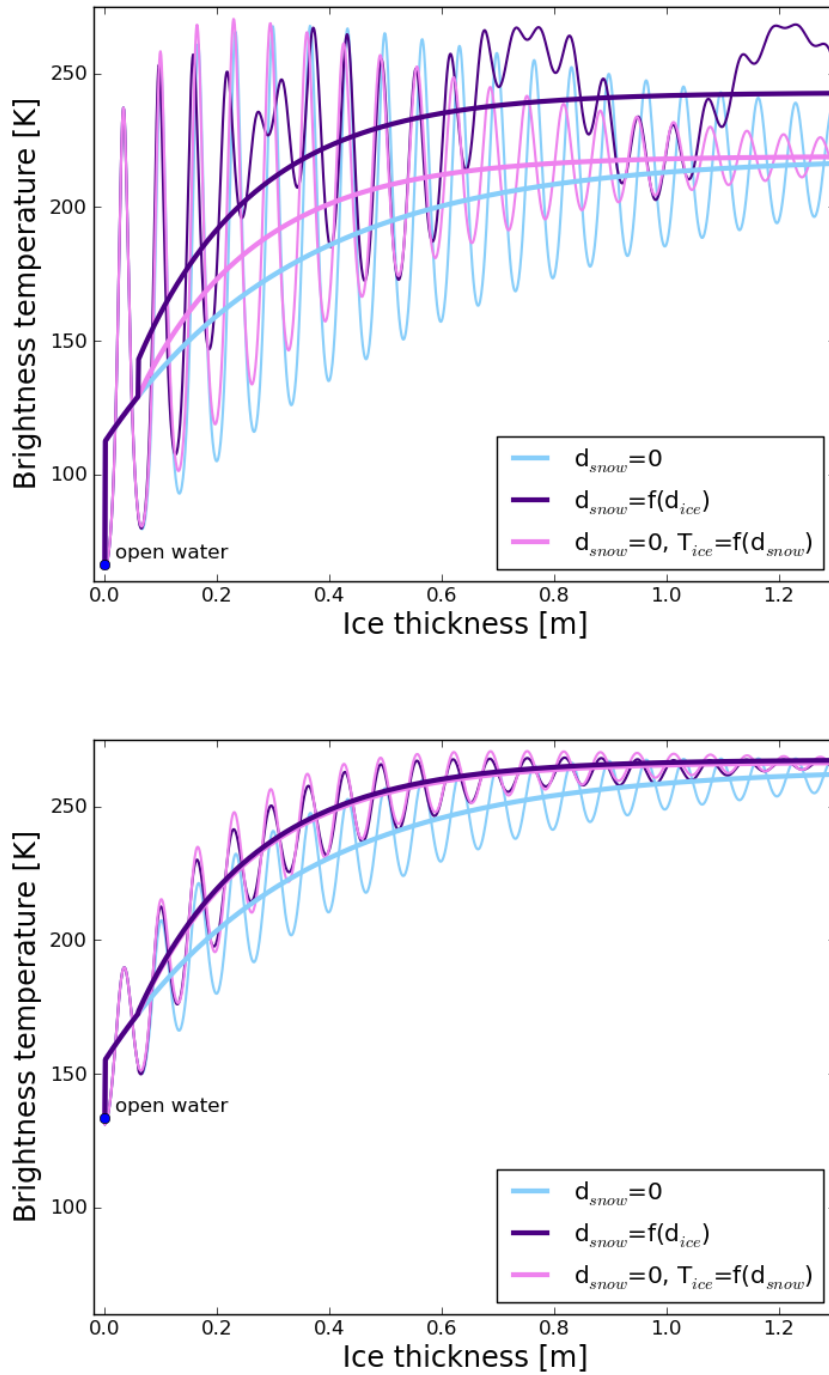 Brightness temperature [K]
250
200
150
100
open water
d_snow=0
d_snow=f(d_ice)
d_snow=0, T_ice=f(d_snow)
0.0 0.2 0.4 0.6 0.8 1.0 1.2
Ice thickness [m]
Brightness temperature [K]
250
200
150
100
open water
d_snow=0
d_snow=f(d_ice)
d_snow=0, T_ice=f(d_snow)
0.0 0.2 0.4 0.6 0.8 1.0 1.2
Ice thickness [m]